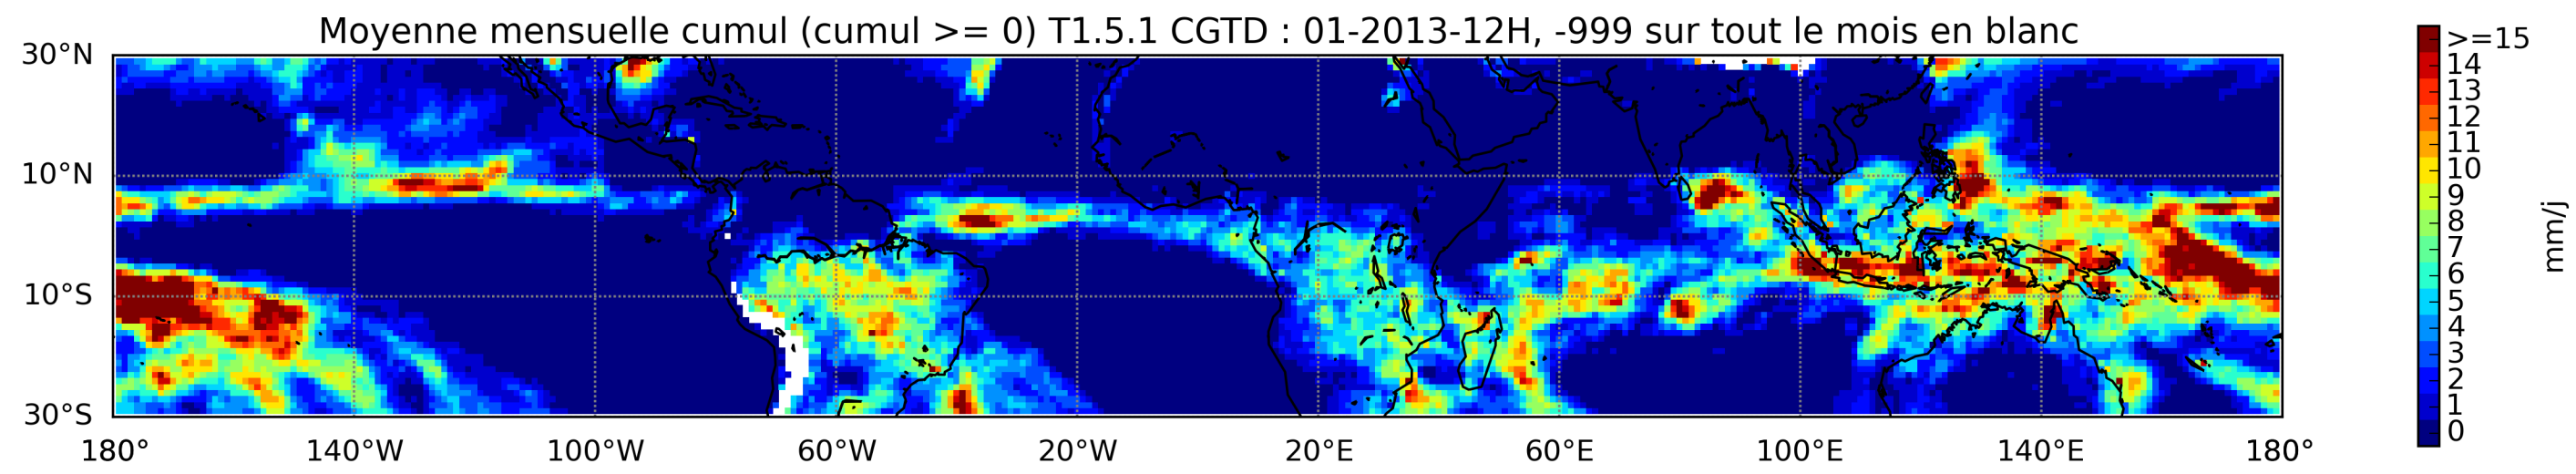 Moyenne mensuelle cumul (cumul >= 0) T1.5.1 CGTD : 01-2013-12H, -999 sur tout le mois en blanc
30°N
10°N
10°S
30°S
180° 140°W 100°W 60°W 20°W 20°E 60°E 100°E 140°E 180°
>=15
14
13
12
11
10
9
8
7
6
5
4
3
2
1
0
mm/j